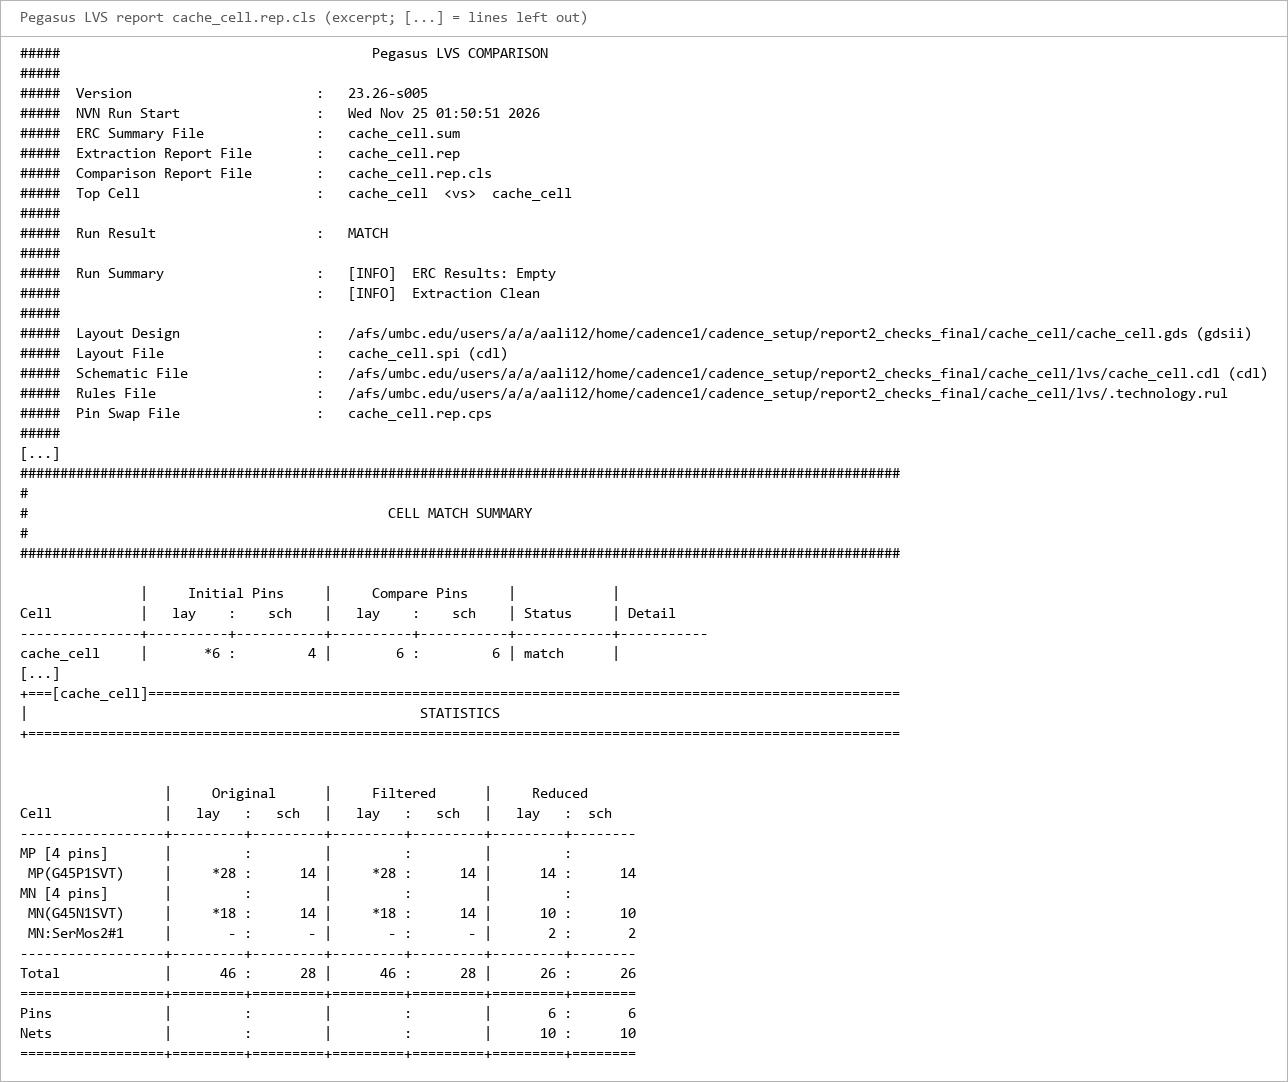 Pegasus LVS report cache_cell.rep.cls (excerpt; [...] = lines left out)
#####                                       Pegasus LVS COMPARISON
#####
#####  Version                       :   23.26-s005
#####  NVN Run Start                 :   Wed Nov 25 01:50:51 2026
#####  ERC Summary File              :   cache_cell.sum
#####  Extraction Report File        :   cache_cell.rep
#####  Comparison Report File        :   cache_cell.rep.cls
#####  Top Cell                      :   cache_cell  <vs>  cache_cell
#####
#####  Run Result                    :   MATCH
#####
#####  Run Summary                   :   [INFO]  ERC Results: Empty
#####                                :   [INFO]  Extraction Clean
#####
#####  Layout Design                 :   /afs/umbc.edu/users/a/a/aali12/home/cadence1/cadence_setup/report2_checks_final/cache_cell/cache_cell.gds (gdsii)
#####  Layout File                   :   cache_cell.spi (cdl)
#####  Schematic File                :   /afs/umbc.edu/users/a/a/aali12/home/cadence1/cadence_setup/report2_checks_final/cache_cell/lvs/cache_cell.cdl (cdl)
#####  Rules File                    :   /afs/umbc.edu/users/a/a/aali12/home/cadence1/cadence_setup/report2_checks_final/cache_cell/lvs/.technology.rul
#####  Pin Swap File                 :   cache_cell.rep.cps
#####
[...]
##############################################################################################################
#
#                                             CELL MATCH SUMMARY
#
##############################################################################################################
               |     Initial Pins     |     Compare Pins     |            |
Cell           |   lay    :    sch    |   lay    :    sch    | Status     | Detail
---------------+----------+-----------+----------+-----------+------------+-----------
cache_cell     |       *6 :         4 |        6 :         6 | match      |
[...]
+===[cache_cell]==============================================================================================
|                                                 STATISTICS
+=============================================================================================================
                  |     Original      |     Filtered      |     Reduced
Cell              |   lay   :   sch   |   lay   :   sch   |   lay   :  sch
------------------+---------+---------+---------+---------+---------+--------
MP [4 pins]       |         :         |         :         |         :
 MP(G45P1SVT)     |     *28 :      14 |     *28 :      14 |      14 :      14
MN [4 pins]       |         :         |         :         |         :
 MN(G45N1SVT)     |     *18 :      14 |     *18 :      14 |      10 :      10
 MN:SerMos2#1     |       - :       - |       - :       - |       2 :       2
------------------+---------+---------+---------+---------+---------+--------
Total             |      46 :      28 |      46 :      28 |      26 :      26
==================+=========+=========+=========+=========+=========+========
Pins              |         :         |         :         |       6 :       6
Nets              |         :         |         :         |      10 :      10
==================+=========+=========+=========+=========+=========+========